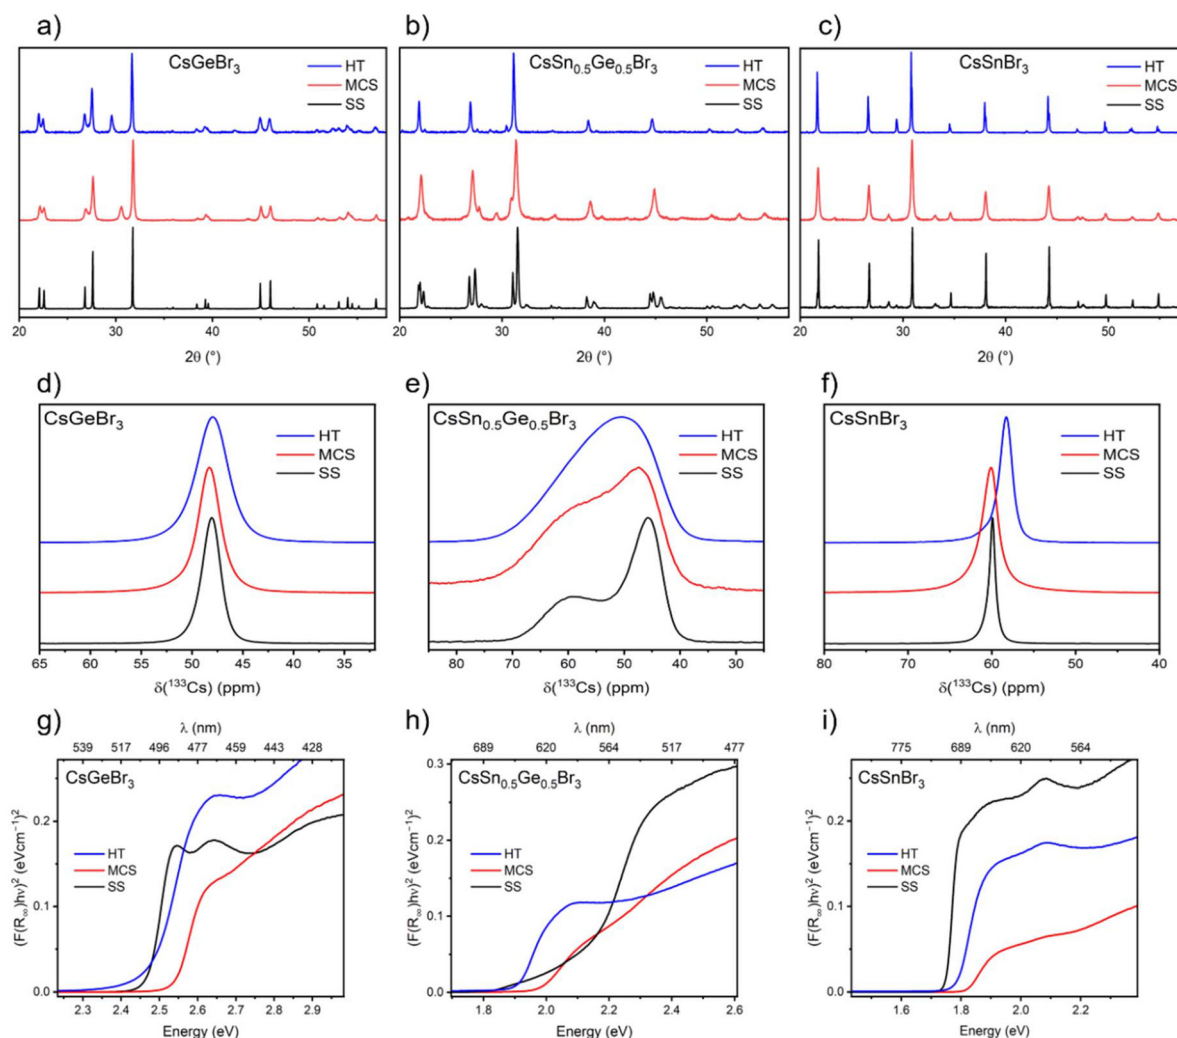 a)
CsGeBr₃
HT
MCS
SS
20 30 40 50
2θ (°)
b)
CsSn₀.₅Ge₀.₅Br₃
HT
MCS
SS
20 30 40 50
2θ (°)
c)
CsSnBr₃
HT
MCS
SS
20 30 40 50
2θ (°)
d)
CsGeBr₃
HT
MCS
SS
65 60 55 50 45 40 35
δ(¹³³Cs) (ppm)
e)
CsSn₀.₅Ge₀.₅Br₃
HT
MCS
SS
80 70 60 50 40 30
δ(¹³³Cs) (ppm)
f)
CsSnBr₃
HT
MCS
SS
80 70 60 50 40
δ(¹³³Cs) (ppm)
g)
λ (nm)
539 517 496 477 459 443 428
CsGeBr₃
(F(R∞)hν)² (eVcm⁻¹)²
0.2
0.1
0.0
HT
MCS
SS
2.3 2.4 2.5 2.6 2.7 2.8 2.9
Energy (eV)
h)
λ (nm)
689 620 564 517 477
CsSn₀.₅Ge₀.₅Br₃
(F(R∞)hν)² (eVcm⁻¹)²
0.3
0.2
0.1
0.0
HT
MCS
SS
1.8 2.0 2.2 2.4 2.6
Energy (eV)
i)
λ (nm)
775 689 620 564
CsSnBr₃
(F(R∞)hν)² (eVcm⁻¹)²
0.2
0.1
0.0
HT
MCS
SS
1.6 1.8 2.0 2.2
Energy (eV)